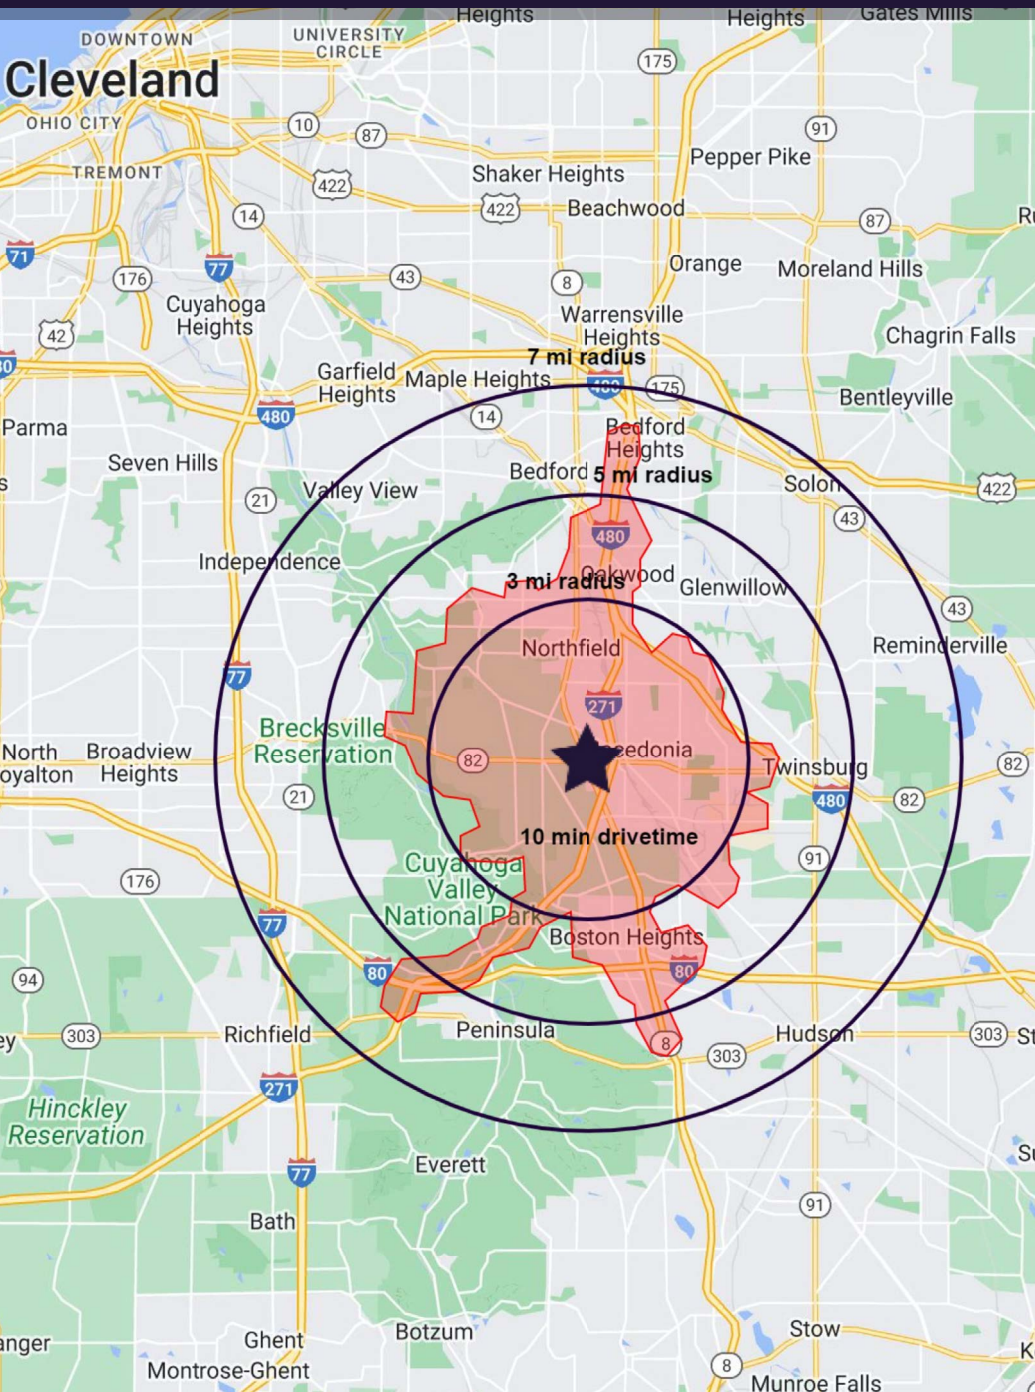 Heights
Heights
Gates Mills
DOWNTOWN
UNIVERSITY
CIRCLE
Cleveland
175
OHIO CITY
10
87
91
Pepper Pike
TREMONT
Shaker Heights
422
422
Beachwood
14
87
71
77
Orange
Moreland Hills
176
43
8
Cuyahoga
Heights
Warrensville
Heights
42
Chagrin Falls
7 mi radius
Garfield
Heights
Maple Heights
480
175
Bentleyville
480
14
Parma
Bedford
Heights
Seven Hills
Bedford
5 mi radius
Solon
Valley View
21
422
43
480
Independence
3 mi radius
Oakwood
Glenwillow
43
Northfield
Reminderville
77
271
Brecksville
Reservation
North
oyalton
Broadview
Heights
82
cedonia
Twinsburg
82
21
480
82
10 min drivetime
Cuyahoga
Valley
National Park
91
176
77
Boston Heights
94
80
80
303
Richfield
Peninsula
8
303
Hudson
303
271
Hinckley
Reservation
Everett
77
91
Bath
Ghent
Botzum
Stow
anger
Montrose-Ghent
8
Munroe Falls